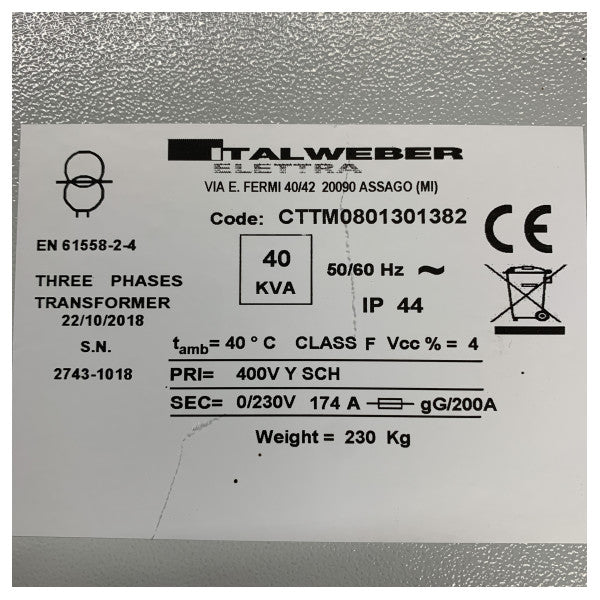 ITALWEBER
ELETTRA
VIA E. FERMI 40/42 20090 ASSAGO (MI)
Code: CTTM0801301382
CE
EN 61558-2-4
40
KVA
50/60 Hz ~
IP 44
THREE PHASES
TRANSFORMER
22/10/2018
S.N.
2743-1018
tamb= 40 ° C CLASS F Vcc % = 4
PRI= 400V Y SCH
SEC= 0/230V 174 A gG/200A
Weight = 230 Kg